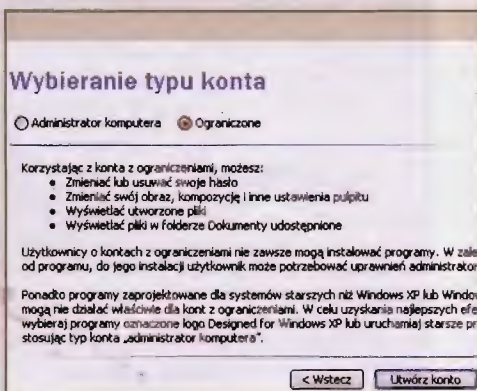 Wybieranie typu konta
Administrator komputera Ograniczone
Korzystając z konta z ograniczeniami, możesz:
• Zmieniać lub usuwać swoje hasło
• Zmieniać swój obraz, kompozycję i inne ustawienia pulpitu
• Wyświetlać utworzone pliki
• Wyświetlać pliki w folderze Dokumenty udostępnione
Użytkownicy o kontach z ograniczeniami nie zawsze mogą instalować programy. W zale
od programu, do jego instalacji użytkownik może potrzebować uprawnień administrator
Ponadto programy zaprojektowane dla systemów starszych niż Windows XP lub Window
mogą nie działać właściwie dla kont z ograniczeniami. W celu uzyskania najlepszych efe
wybieraj programy oznaczone logo Designed for Windows XP lub uruchamiaj starsze pr
stosując typ konta „administrator komputera”.
< Wstecz Utwórz konto